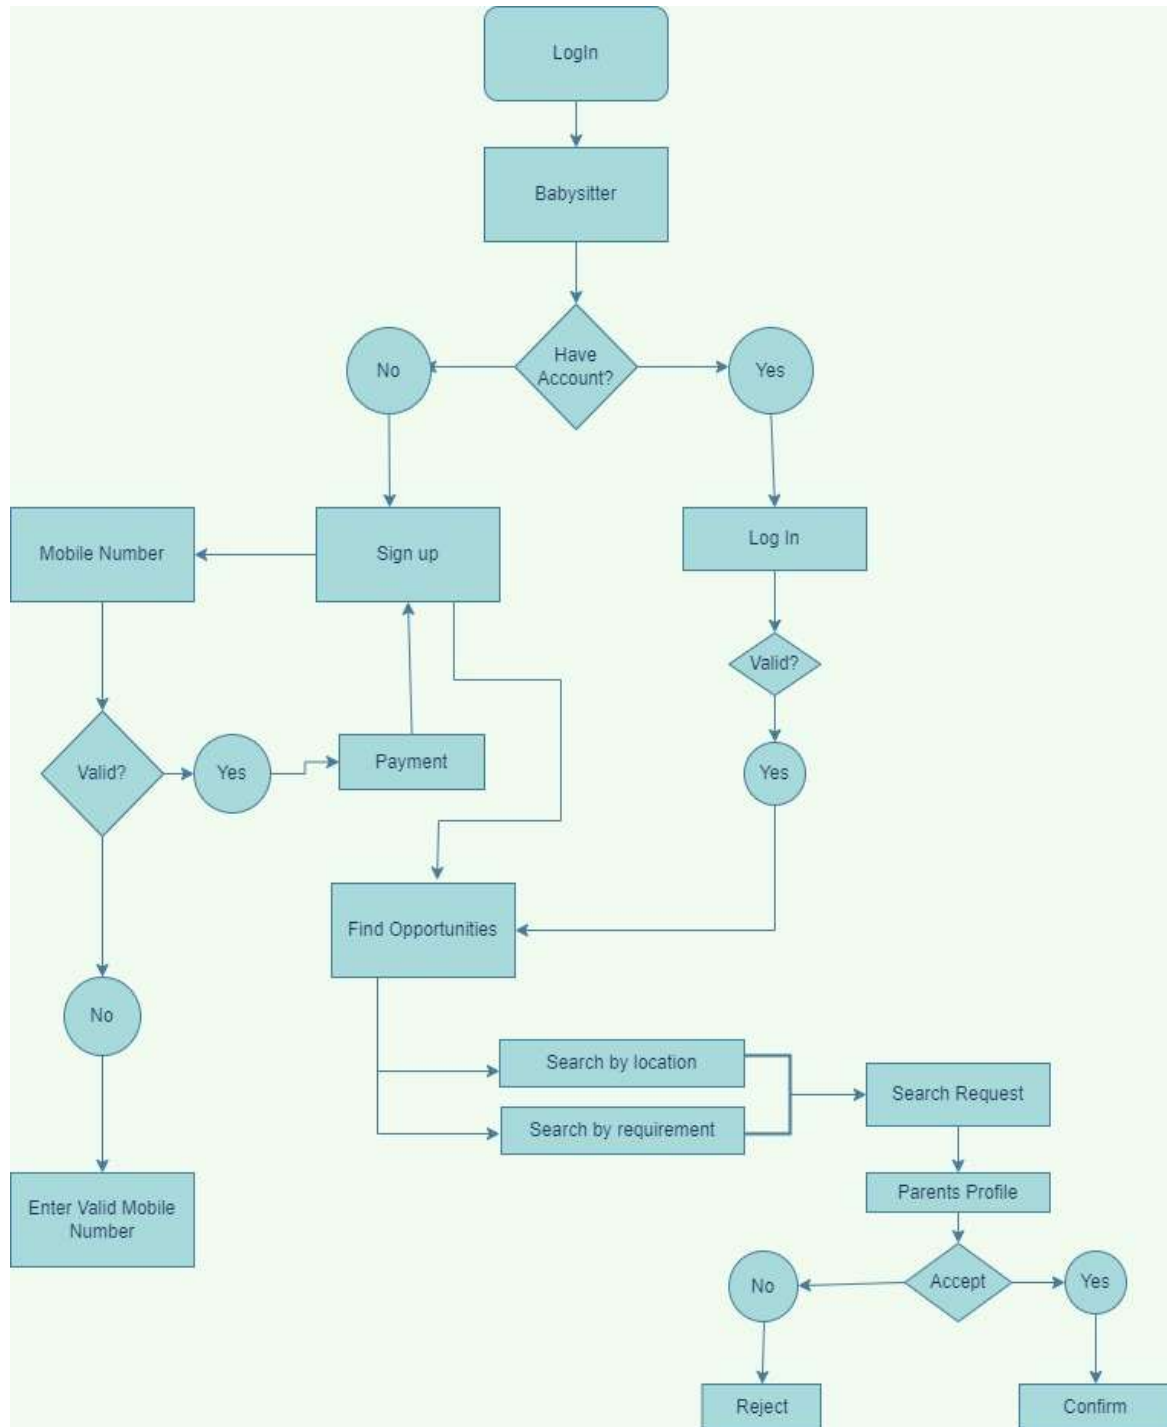 LogIn
Babysitter
Have
Account?
No
Yes
Mobile Number
Sign up
Log In
Valid?
Valid?
Yes
Payment
Yes
Find Opportunities
No
Search by location
Search by requirement
Search Request
Enter Valid Mobile
Number
Parents Profile
No
Accept
Yes
Reject
Confirm